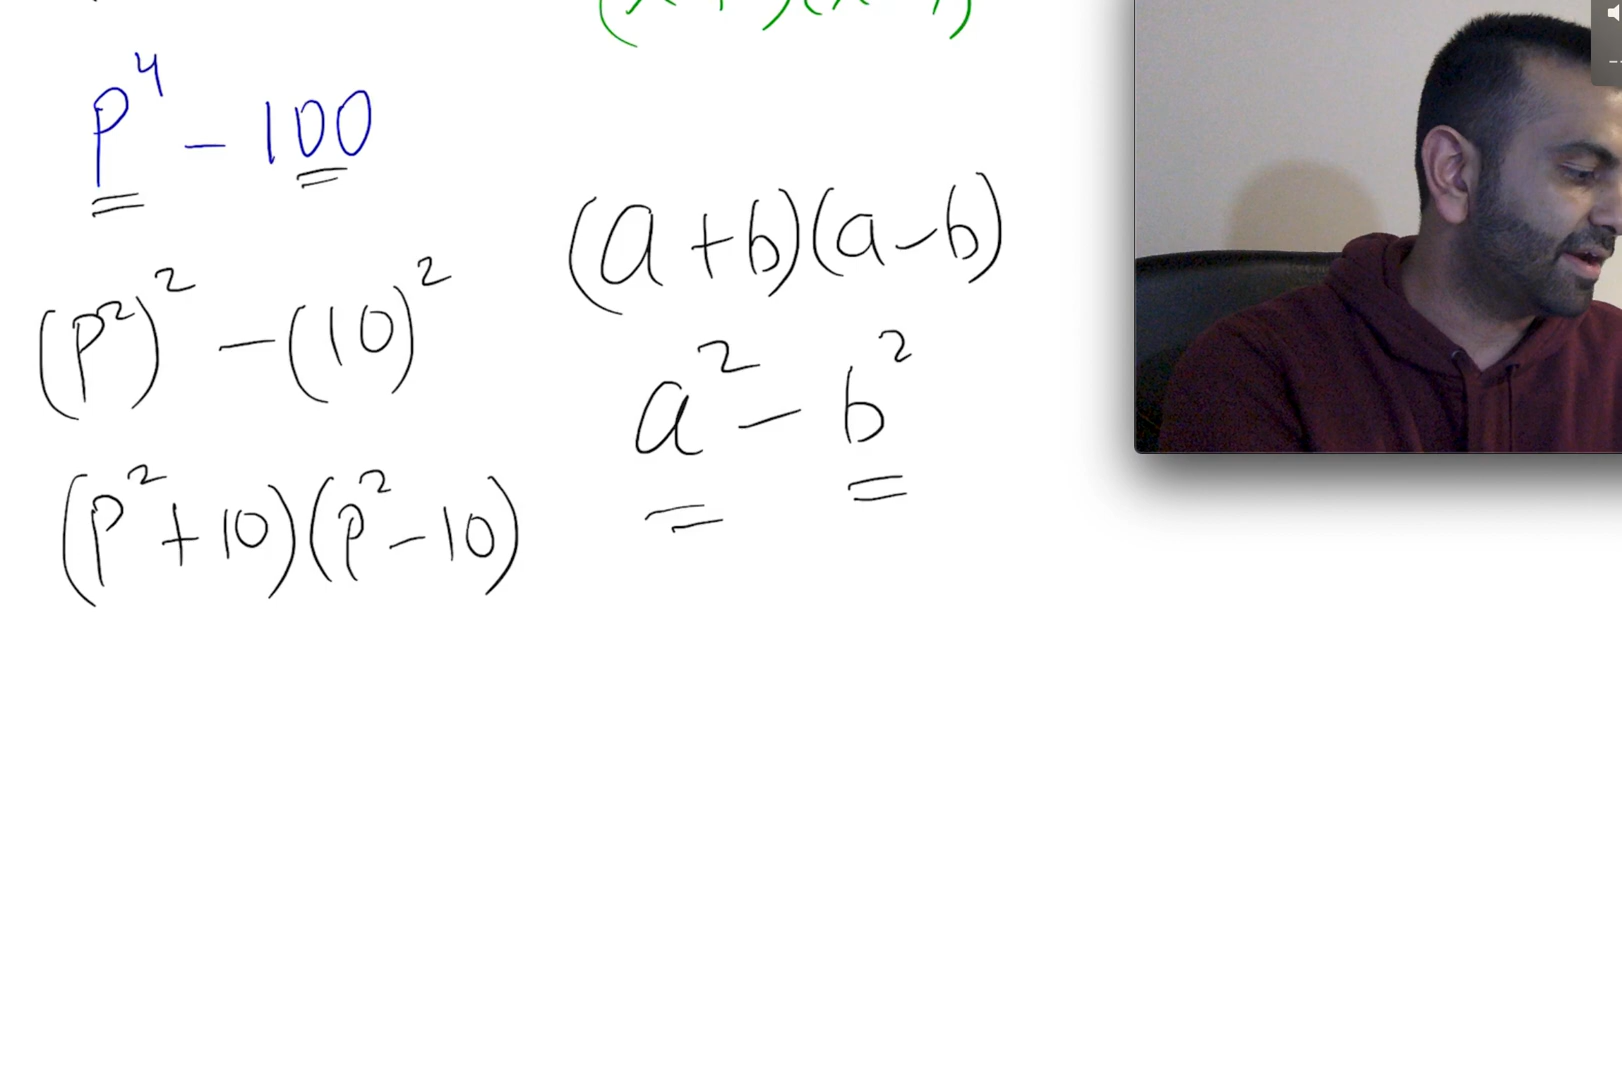 P⁴ - 100
(P²)² - (10)²
(P² + 10)(P² - 10)
(a + b)(a - b)
a² - b²